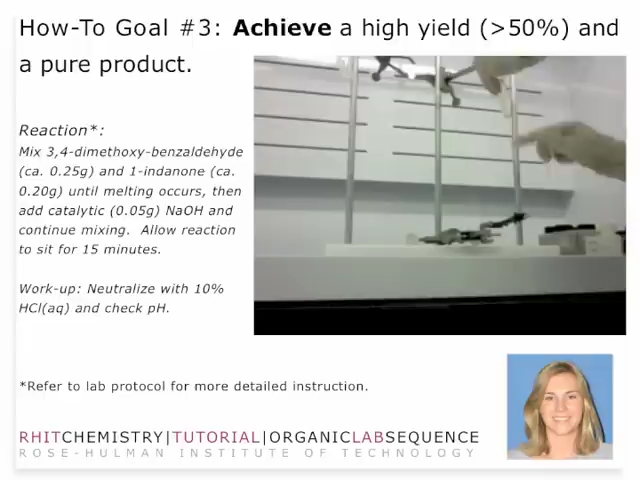 How-To Goal #3: Achieve a high yield (>50%) and
a pure product.
Reaction*:
Mix 3,4-dimethoxy-benzaldehyde
(ca. 0.25g) and 1-indanone (ca.
0.20g) until melting occurs, then
add catalytic (0.05g) NaOH and
continue mixing. Allow reaction
to sit for 15 minutes.
Work-up: Neutralize with 10%
HCl(aq) and check pH.
*Refer to lab protocol for more detailed instruction.
RHITCHEMISTRY|TUTORIAL|ORGANICLABSEQUENCE
ROSE-HULMAN INSTITUTE OF TECHNOLOGY